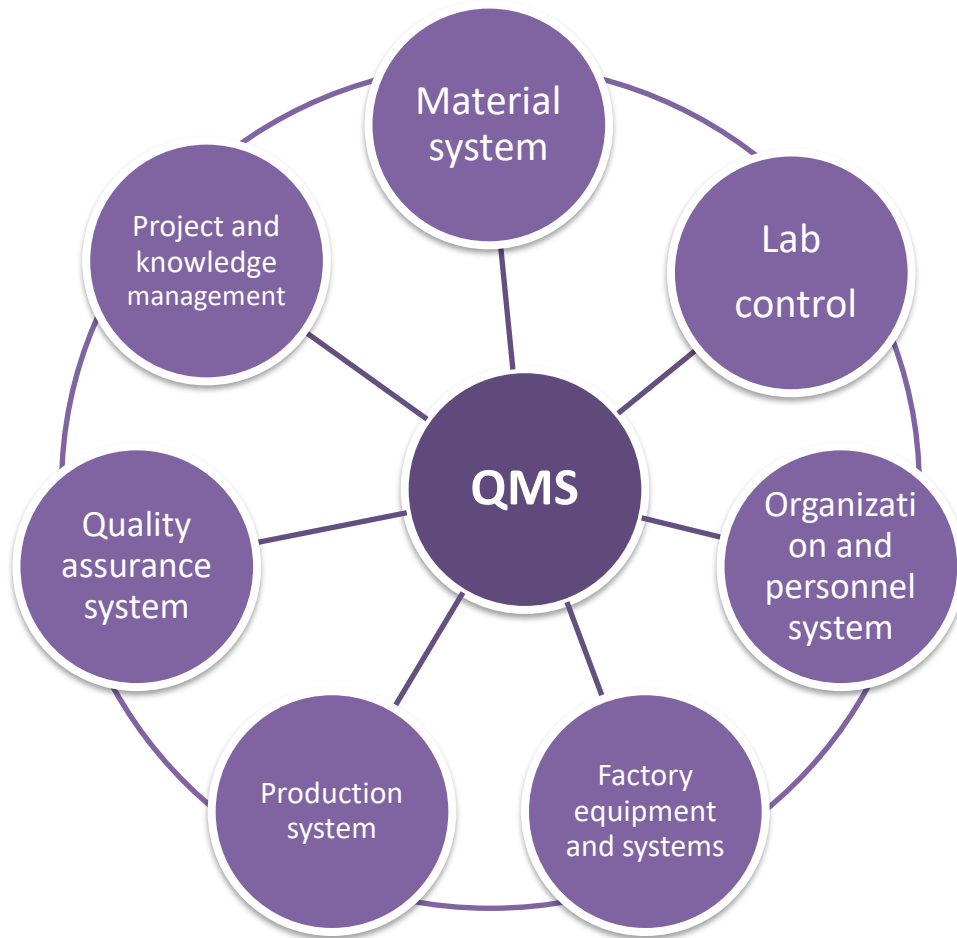 Material
system
Lab
control
Organizati
on and
personnel
system
Factory
equipment
and systems
Production
system
Quality
assurance
system
Project and
knowledge
management
QMS